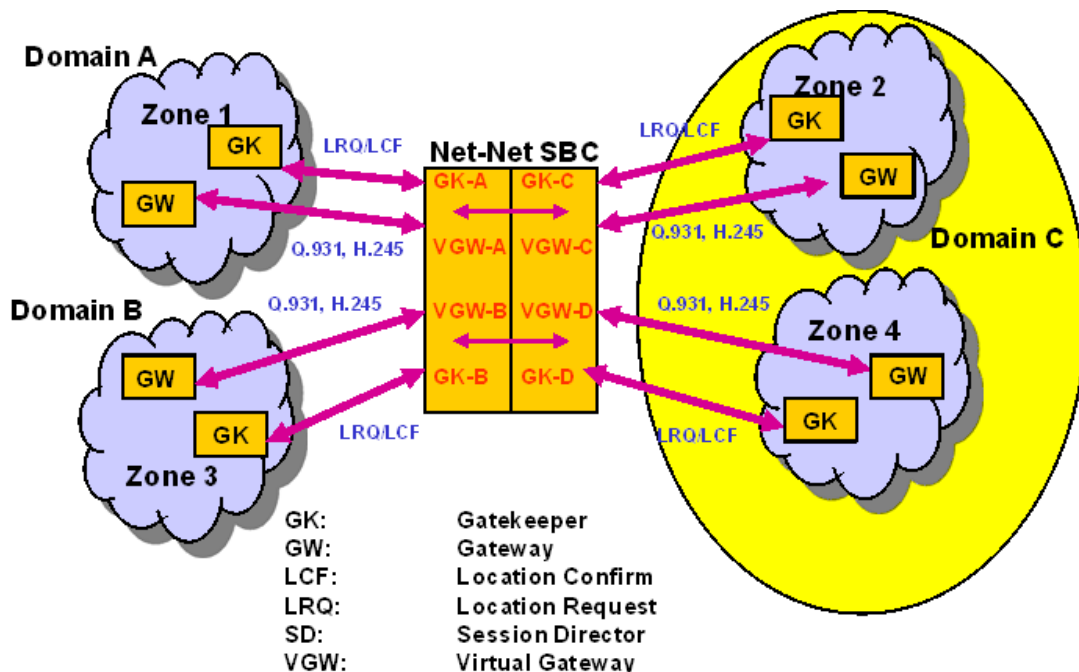 Domain A
Zone 1
GK
GW
LRQ/LCF
Q.931, H.245
Net-Net SBC
GK-A
GK-C
VGW-A
VGW-C
VGW-B
VGW-D
GK-B
GK-D
LRQ/LCF
Q.931, H.245
Zone 2
GK
GW
Domain C
Domain B
GW
GK
Zone 3
Q.931, H.245
LRQ/LCF
Q.931, H.245
LRQ/LCF
Zone 4
GW
GK
GK: Gatekeeper
GW: Gateway
LCF: Location Confirm
LRQ: Location Request
SD: Session Director
VGW: Virtual Gateway